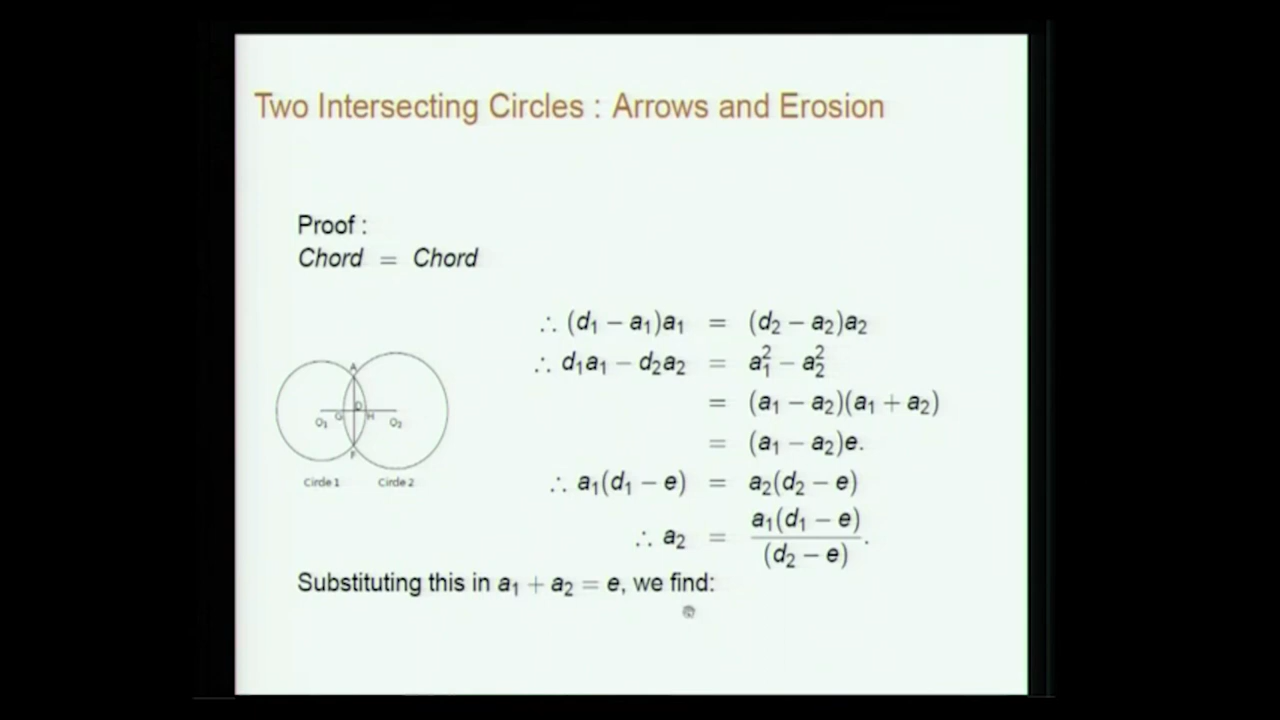 Two Intersecting Circles : Arrows and Erosion
Proof :
Chord = Chord
∴ (d₁ − a₁)a₁ = (d₂ − a₂)a₂
∴ d₁a₁ − d₂a₂ = a₁² − a₂²
= (a₁ − a₂)(a₁ + a₂)
= (a₁ − a₂)e.
∴ a₁(d₁ − e) = a₂(d₂ − e)
∴ a₂ = a₁(d₁ − e) / (d₂ − e).
A
D
O₁ G H O₂
P
Circle 1 Circle 2
Substituting this in a₁ + a₂ = e, we find: